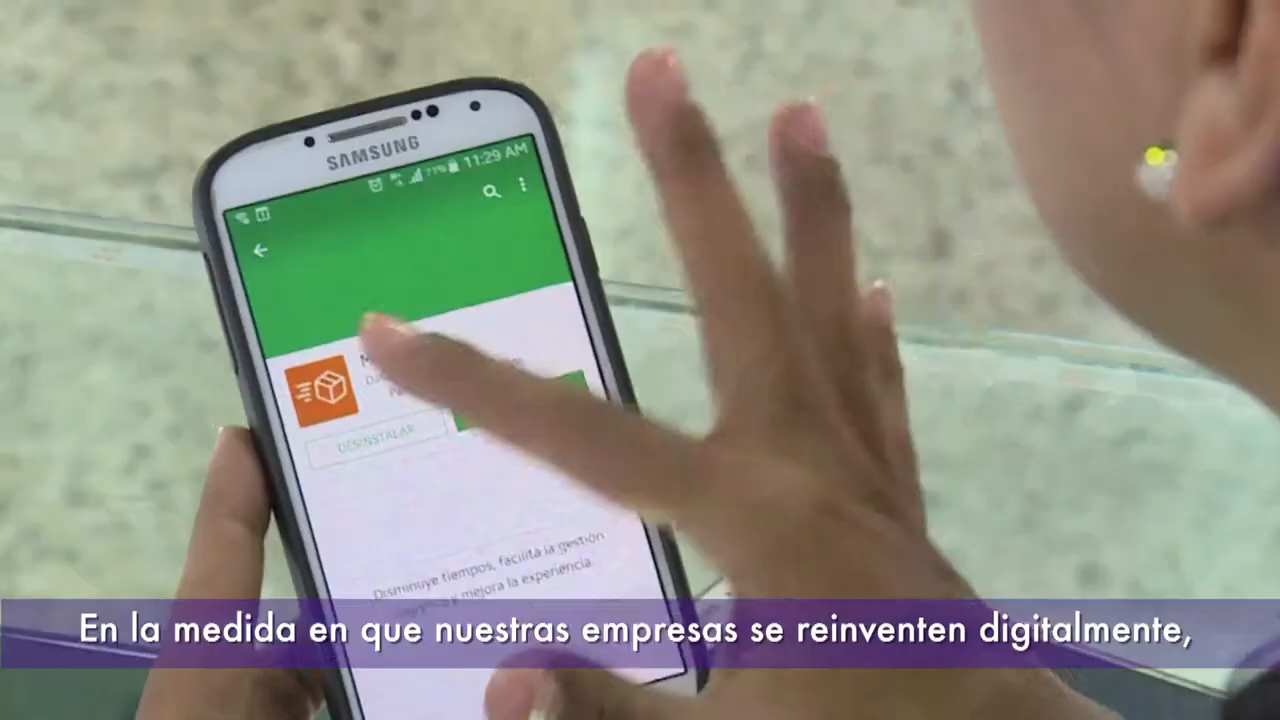 SAMSUNG
71% 11:29 AM
DESINSTALAR
Disminuye tiempos, facilita la gestión
y mejora la experiencia.
En la medida en que nuestras empresas se reinventen digitalmente,